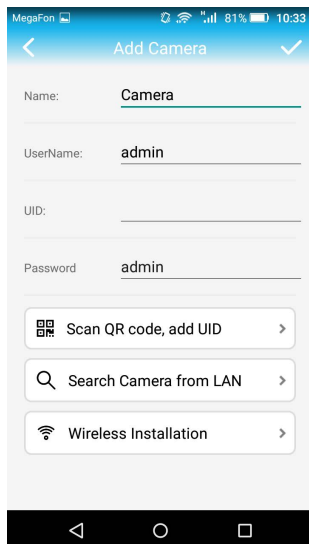 MegaFon 81% 10:33
Add Camera
Name: Camera
UserName: admin
UID:
Password admin
Scan QR code, add UID
Search Camera from LAN
Wireless Installation